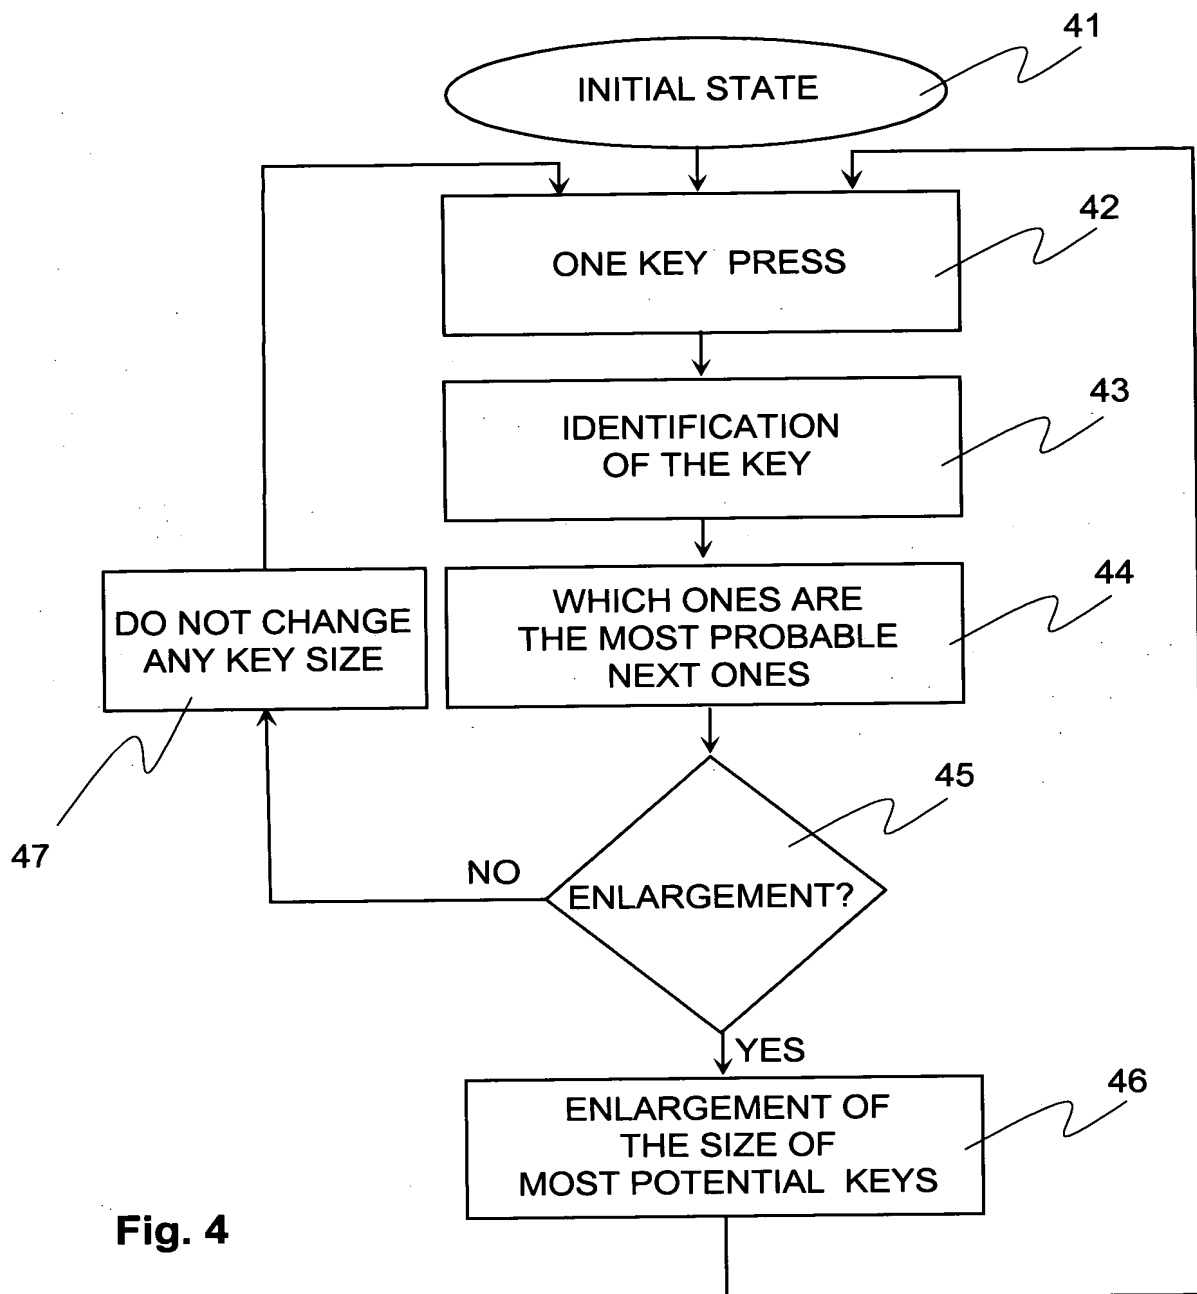 41
INITIAL STATE
42
ONE KEY PRESS
43
IDENTIFICATION
OF THE KEY
44
WHICH ONES ARE
THE MOST PROBABLE
NEXT ONES
DO NOT CHANGE
ANY KEY SIZE
47
45
NO
ENLARGEMENT?
YES
46
ENLARGEMENT OF
THE SIZE OF
MOST POTENTIAL KEYS
Fig. 4